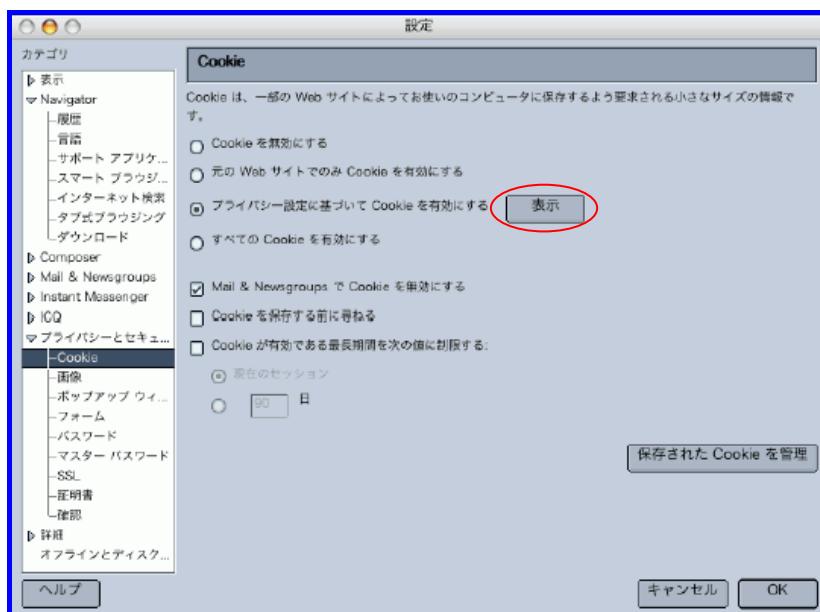 設定
カテゴリ
表示
Navigator
履歴
言語
サポート アプリケ...
スマート ブラウジ...
インターネット検索
タブ式ブラウジング
ダウンロード
Composer
Mail & Newsgroups
Instant Messenger
ICQ
プライバシーとセキュ...
Cookie
画像
ポップアップ ウィ...
フォーム
パスワード
マスター パスワード
SSL
証明書
確認
詳細
オフラインとディスク...
Cookie
Cookie は、一部の Web サイトによってお使いのコンピュータに保存するよう要求される小さなサイズの情報で
す。
Cookie を無効にする
元の Web サイトでのみ Cookie を有効にする
プライバシー設定に基づいて Cookie を有効にする 表示
すべての Cookie を有効にする
Mail & Newsgroups で Cookie を無効にする
Cookie を保存する前に尋ねる
Cookie が有効である最長期間を次の値に制限する:
現在のセッション
90 日
保存された Cookie を管理
ヘルプ キャンセル OK